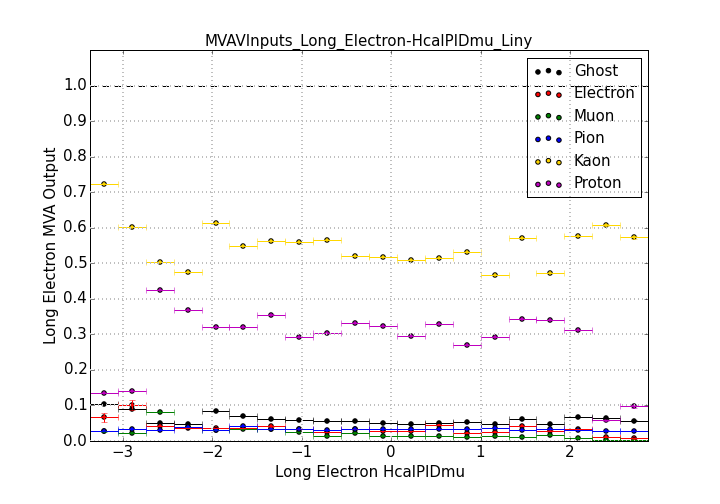 MVAVInputs_Long_Electron-HcalPIDmu_Liny
1.0
0.9
0.8
0.7
0.6
0.5
0.4
0.3
0.2
0.1
0.0
Long Electron MVA Output
Ghost
Electron
Muon
Pion
Kaon
Proton
−3 −2 −1 0 1 2
Long Electron HcalPIDmu